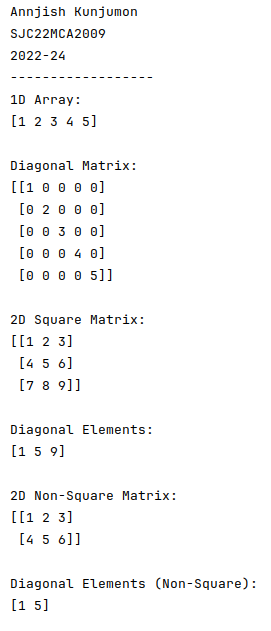 Annjish Kunjumon
SJC22MCA2009
2022-24
------------------
1D Array:
[1 2 3 4 5]
Diagonal Matrix:
[[1 0 0 0 0]
 [0 2 0 0 0]
 [0 0 3 0 0]
 [0 0 0 4 0]
 [0 0 0 0 5]]
2D Square Matrix:
[[1 2 3]
 [4 5 6]
 [7 8 9]]
Diagonal Elements:
[1 5 9]
2D Non-Square Matrix:
[[1 2 3]
 [4 5 6]]
Diagonal Elements (Non-Square):
[1 5]